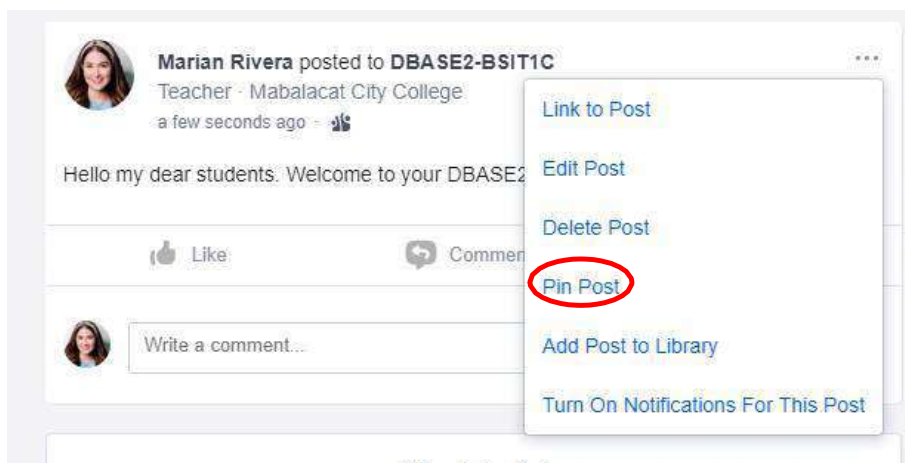 Marian Rivera posted to DBASE2-BSIT1C
Teacher · Mabalacat City College
a few seconds ago ·
Hello my dear students. Welcome to your DBASE2
Like
Commen
Write a comment...
Link to Post
Edit Post
Delete Post
Pin Post
Add Post to Library
Turn On Notifications For This Post